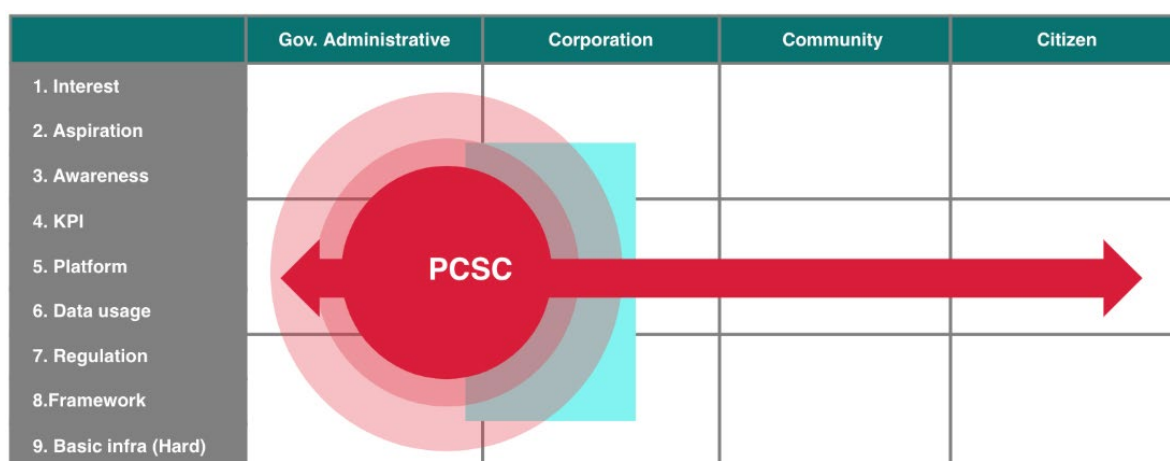 Gov. Administrative
Corporation
Community
Citizen
1. Interest
2. Aspiration
3. Awareness
4. KPI
5. Platform
PCSC
6. Data usage
7. Regulation
8.Framework
9. Basic infra (Hard)